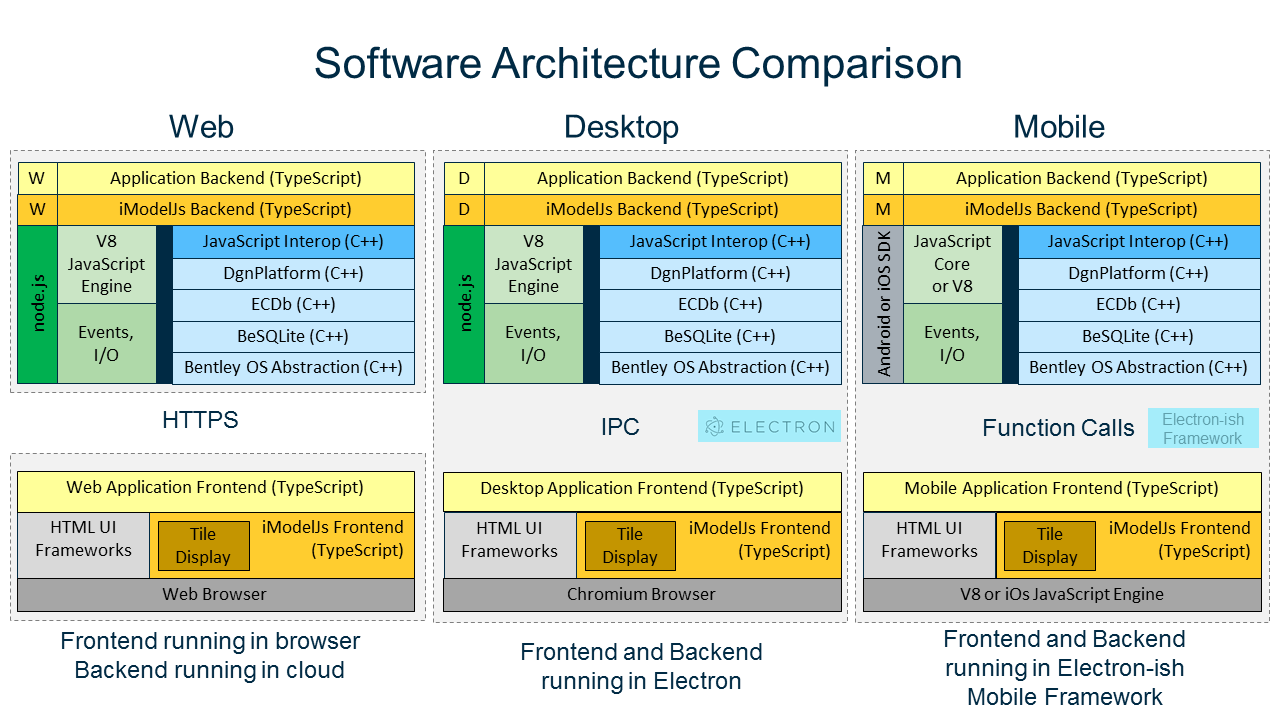 Software Architecture Comparison
Web
W
Application Backend (TypeScript)
W
iModelJs Backend (TypeScript)
node.js
V8
JavaScript
Engine
Events,
I/O
JavaScript Interop (C++)
DgnPlatform (C++)
ECDb (C++)
BeSQLite (C++)
Bentley OS Abstraction (C++)
HTTPS
Web Application Frontend (TypeScript)
HTML UI
Frameworks
Tile
Display
iModelJs Frontend
(TypeScript)
Web Browser
Frontend running in browser
Backend running in cloud
Desktop
D
Application Backend (TypeScript)
D
iModelJs Backend (TypeScript)
node.js
V8
JavaScript
Engine
Events,
I/O
JavaScript Interop (C++)
DgnPlatform (C++)
ECDb (C++)
BeSQLite (C++)
Bentley OS Abstraction (C++)
IPC
ELECTRON
Desktop Application Frontend (TypeScript)
HTML UI
Frameworks
Tile
Display
iModelJs Frontend
(TypeScript)
Chromium Browser
Frontend and Backend
running in Electron
Mobile
M
Application Backend (TypeScript)
M
iModelJs Backend (TypeScript)
Android or iOS SDK
JavaScript
Core
or V8
Events,
I/O
JavaScript Interop (C++)
DgnPlatform (C++)
ECDb (C++)
BeSQLite (C++)
Bentley OS Abstraction (C++)
Function Calls
Electron-ish
Framework
Mobile Application Frontend (TypeScript)
HTML UI
Frameworks
Tile
Display
iModelJs Frontend
(TypeScript)
V8 or iOs JavaScript Engine
Frontend and Backend
running in Electron-ish
Mobile Framework